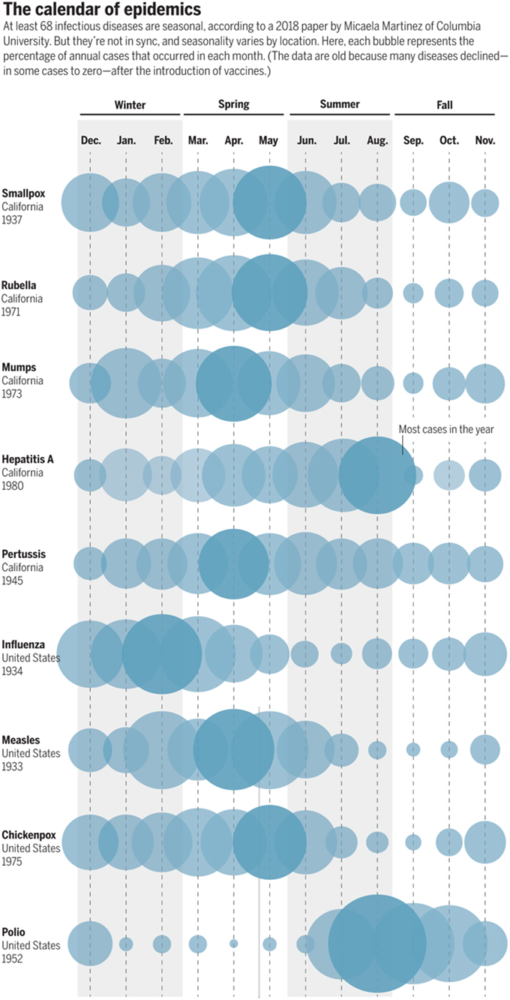 The calendar of epidemics
At least 68 infectious diseases are seasonal, according to a 2018 paper by Micaela Martinez of Columbia
University. But they’re not in sync, and seasonality varies by location. Here, each bubble represents the
percentage of annual cases that occurred in each month. (The data are old because many diseases declined—
in some cases to zero—after the introduction of vaccines.)
Winter Spring Summer Fall
Dec. Jan. Feb. Mar. Apr. May Jun. Jul. Aug. Sep. Oct. Nov.
Smallpox
California
1937
Rubella
California
1971
Mumps
California
1973
Most cases in the year
Hepatitis A
California
1980
Pertussis
California
1945
Influenza
United States
1934
Measles
United States
1933
Chickenpox
United States
1975
Polio
United States
1952